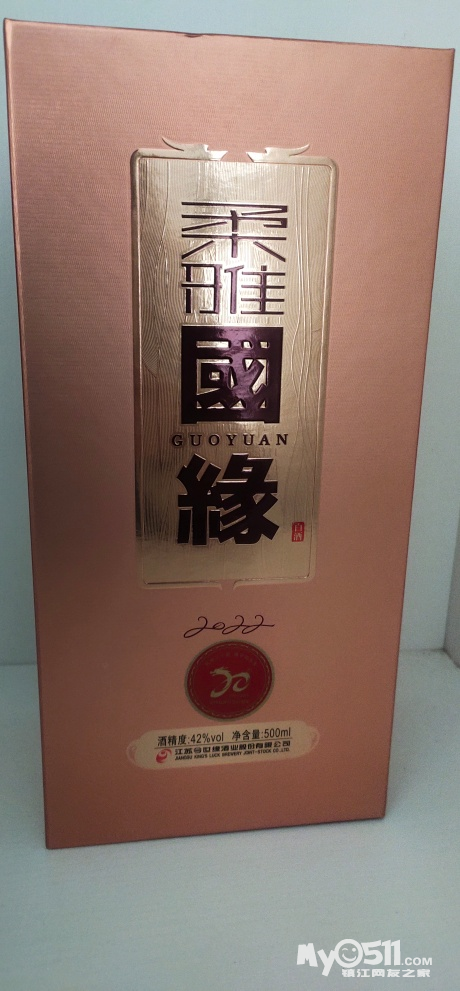 柔雅
國
GUOYUAN
緣
白酒
2022
酒精度:42%vol 净含量:500ml
江苏今世缘酒业股份有限公司
JIANGSU KING'S LUCK BREWERY JOINT-STOCK CO.,LTD.
My0511.COM
镇江网友之家